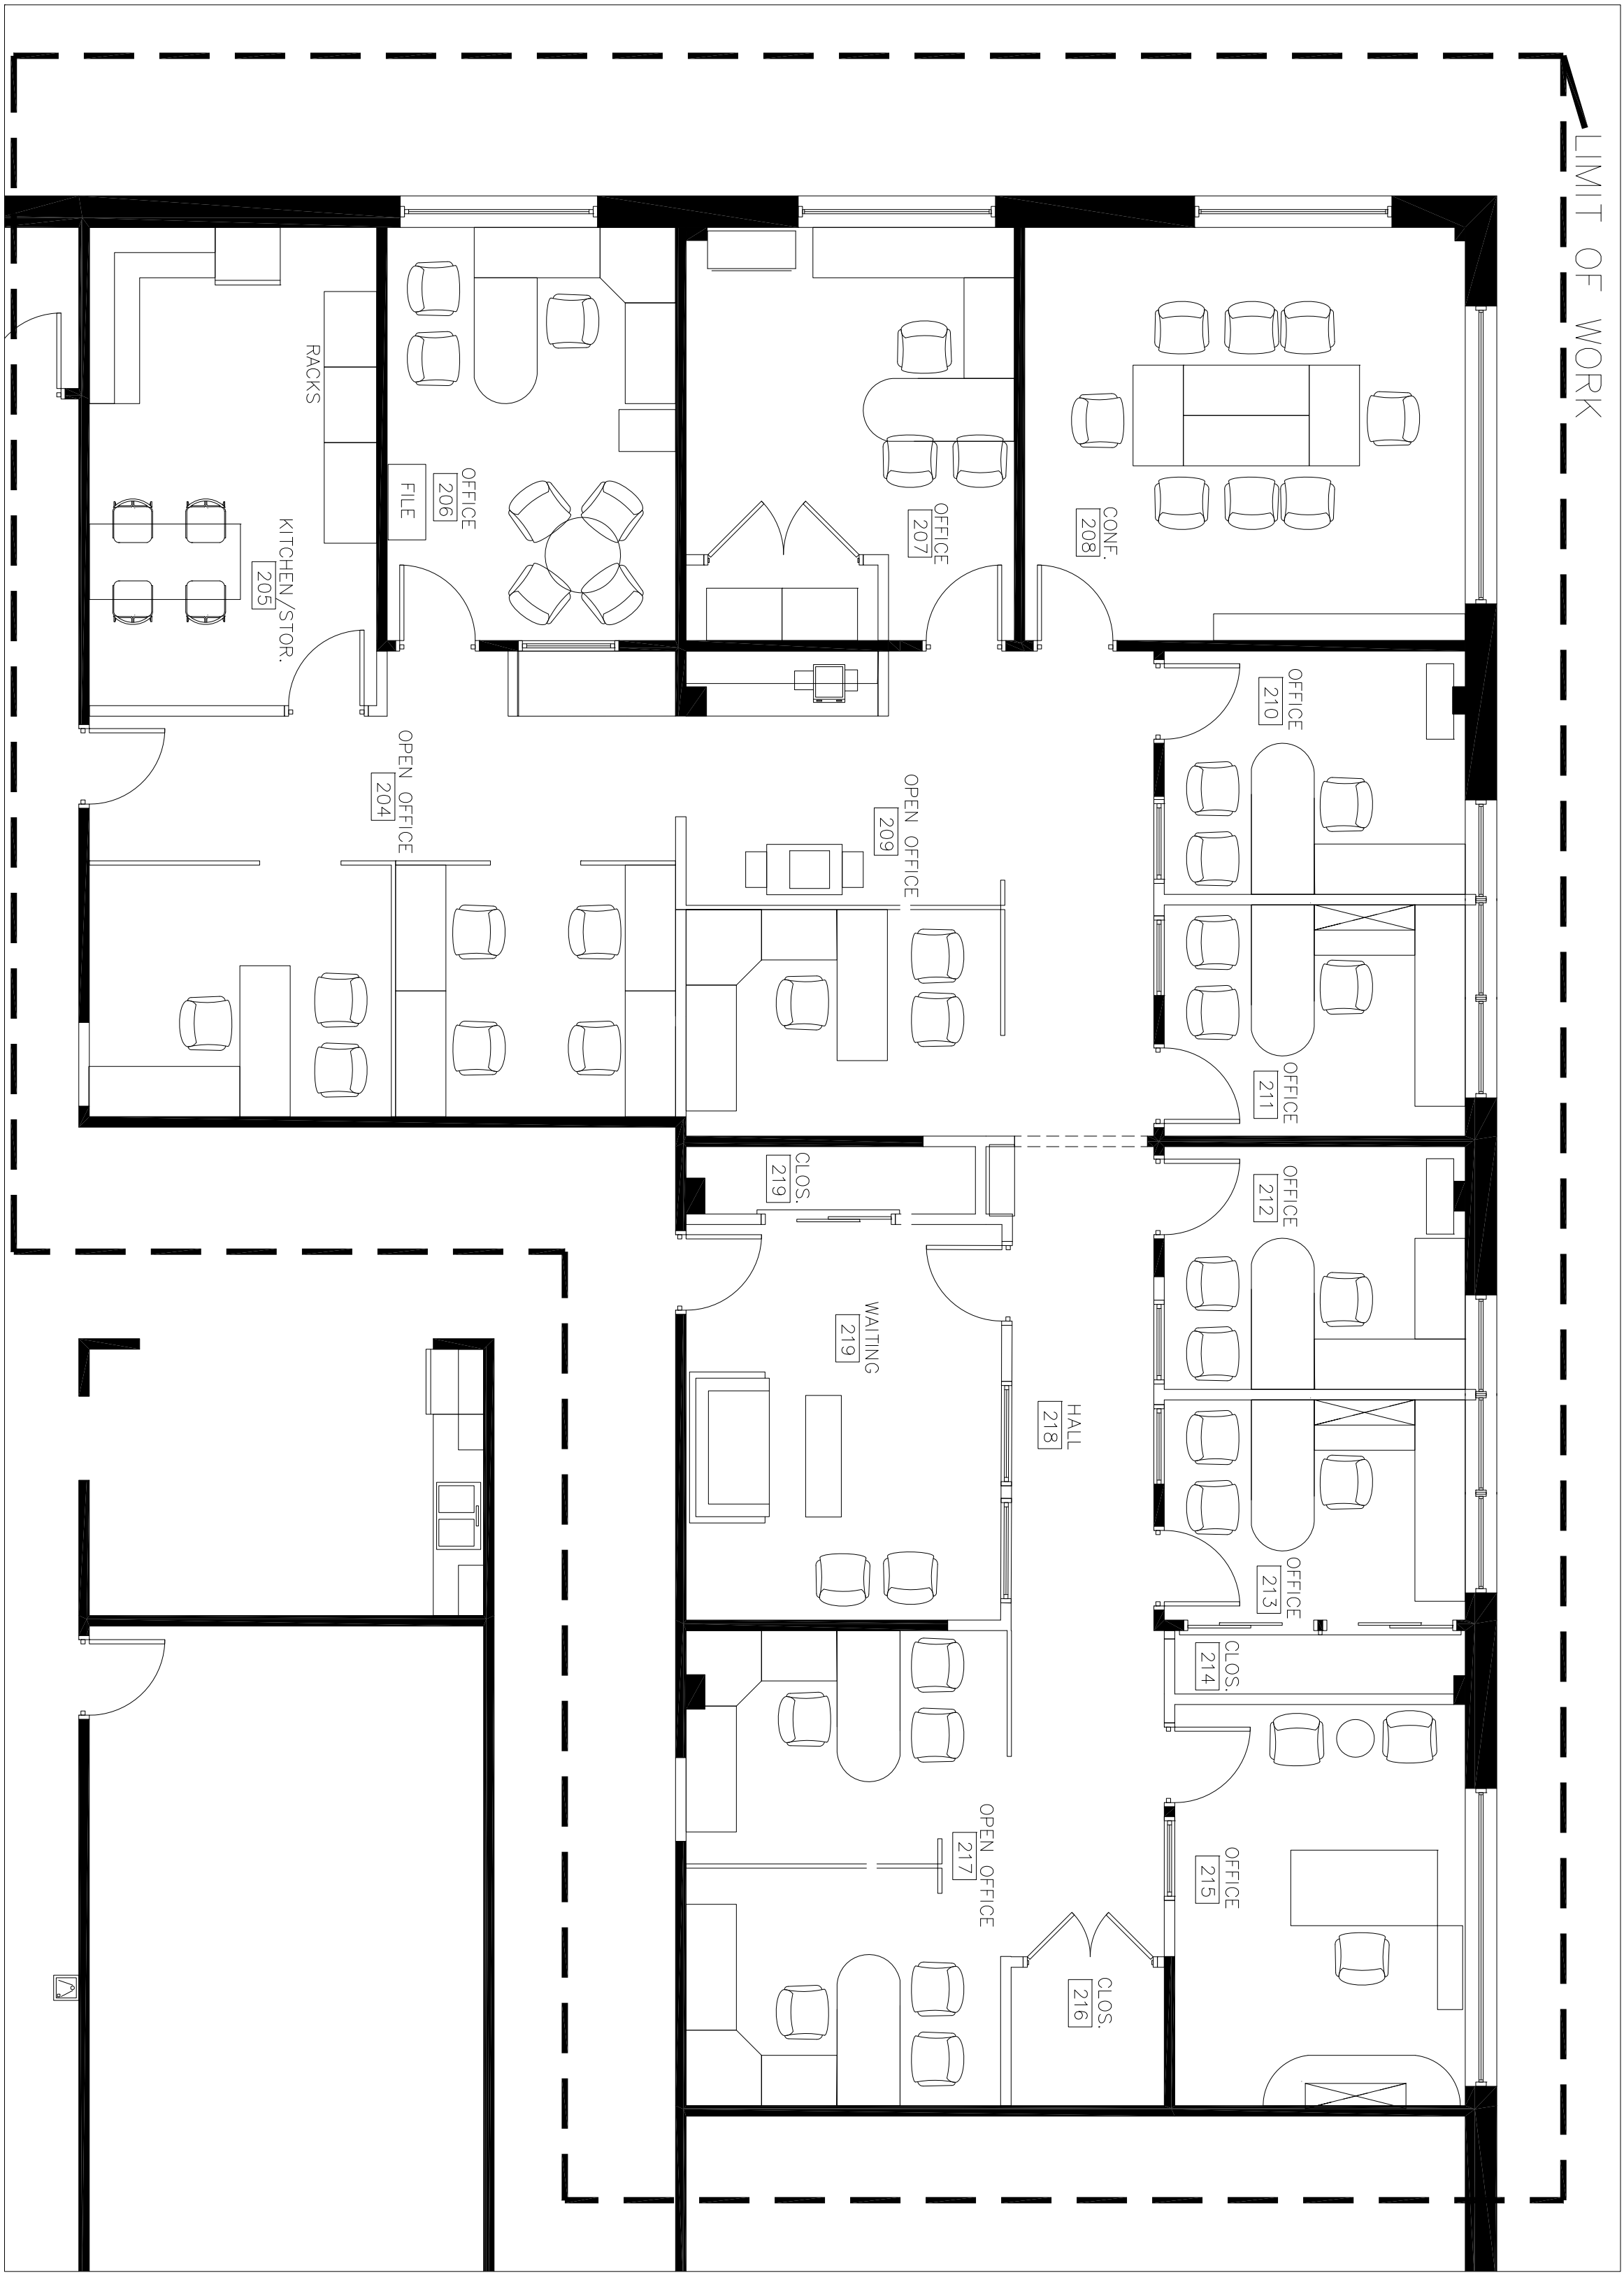 LIMIT OF WORK
CONF.
208
OFFICE
207
OFFICE
206
FILE
RACKS
KITCHEN/STOR.
205
OFFICE
210
OPEN OFFICE
209
OPEN OFFICE
204
OFFICE
211
OFFICE
212
CLOS.
219
WAITING
219
HALL
218
OFFICE
213
CLOS.
214
OFFICE
215
OPEN OFFICE
217
CLOS.
216